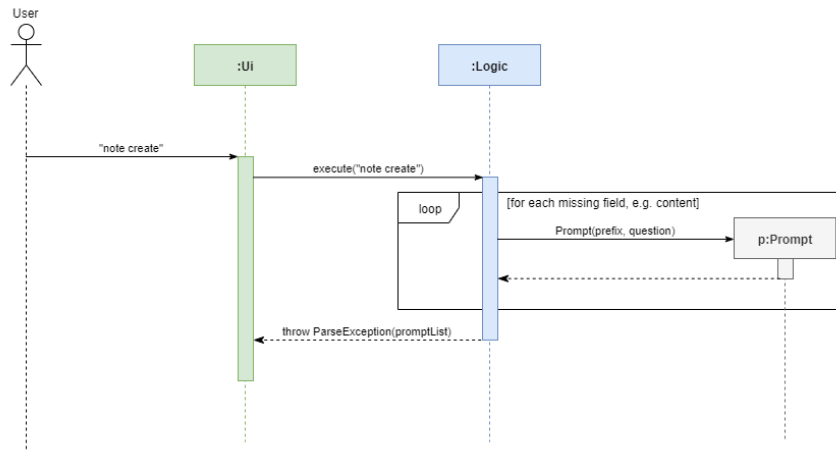 User
:Ui
:Logic
"note create"
execute("note create")
loop
[for each missing field, e.g. content]
Prompt(prefix, question)
p:Prompt
throw ParseException(promptList)